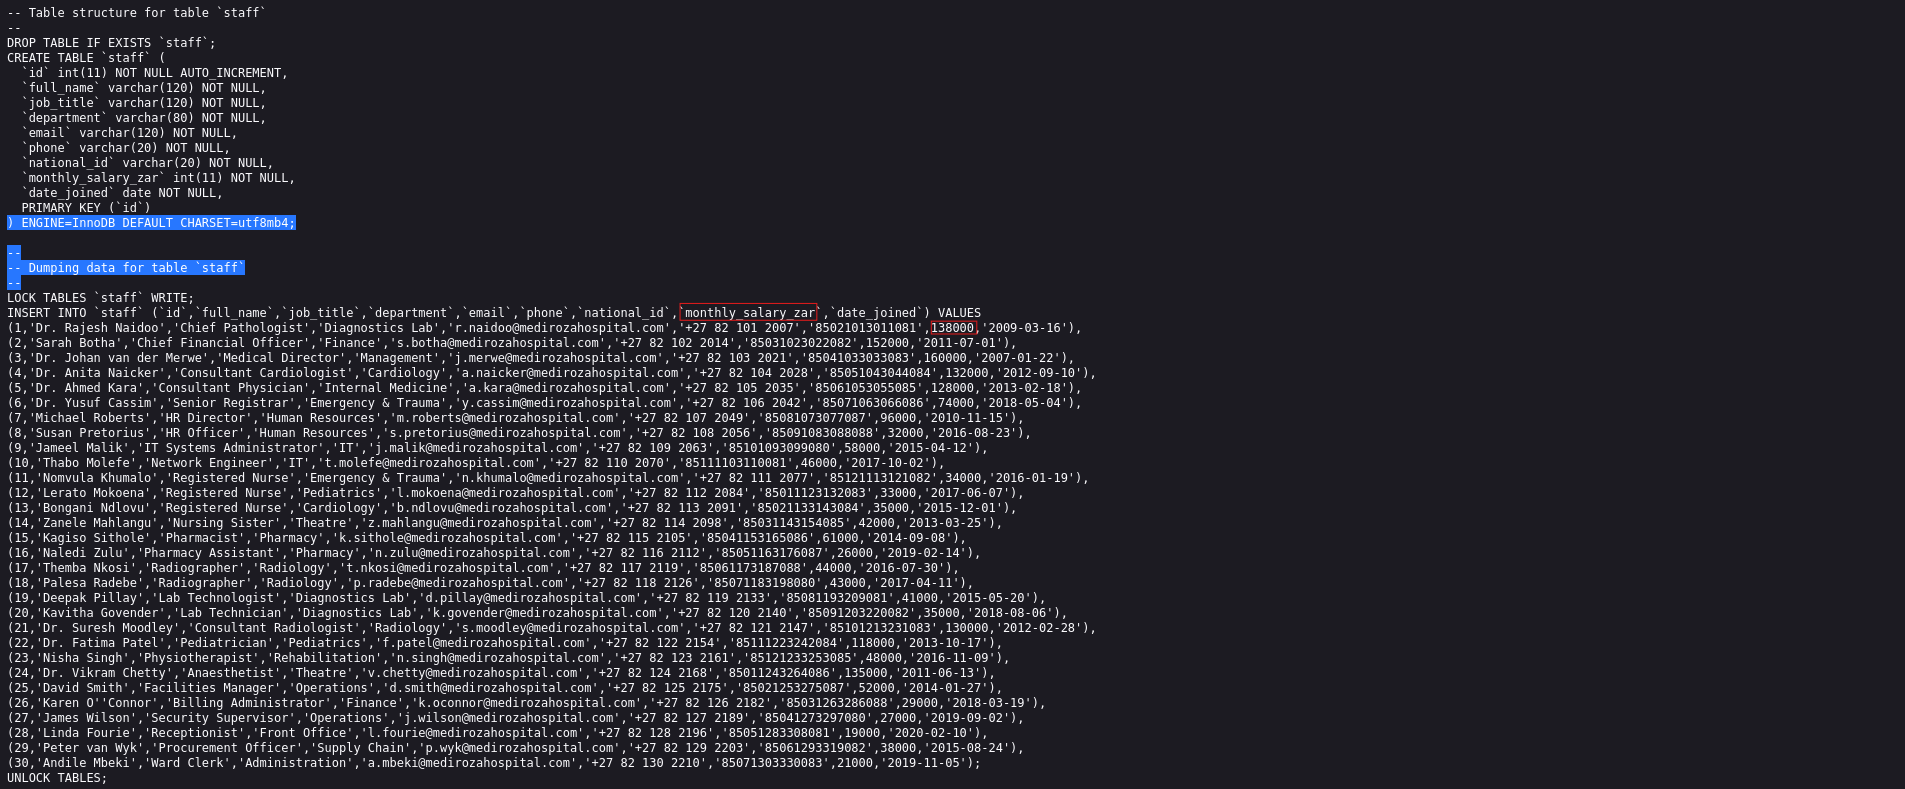 -- Table structure for table `staff`
--
DROP TABLE IF EXISTS `staff`;
CREATE TABLE `staff` (
  `id` int(11) NOT NULL AUTO_INCREMENT,
  `full_name` varchar(120) NOT NULL,
  `job_title` varchar(120) NOT NULL,
  `department` varchar(80) NOT NULL,
  `email` varchar(120) NOT NULL,
  `phone` varchar(20) NOT NULL,
  `national_id` varchar(20) NOT NULL,
  `monthly_salary_zar` int(11) NOT NULL,
  `date_joined` date NOT NULL,
  PRIMARY KEY (`id`)
) ENGINE=InnoDB DEFAULT CHARSET=utf8mb4;

--
-- Dumping data for table `staff`
--
LOCK TABLES `staff` WRITE;
INSERT INTO `staff` (`id`,`full_name`,`job_title`,`department`,`email`,`phone`,`national_id`,`monthly_salary_zar`,`date_joined`) VALUES
(1,'Dr. Rajesh Naidoo','Chief Pathologist','Diagnostics Lab','r.naidoo@medirozahospital.com','+27 82 101 2007','85021013011081',138000,'2009-03-16'),
(2,'Sarah Botha','Chief Financial Officer','Finance','s.botha@medirozahospital.com','+27 82 102 2014','85031023022082',152000,'2011-07-01'),
(3,'Dr. Johan van der Merwe','Medical Director','Management','j.merwe@medirozahospital.com','+27 82 103 2021','85041033033083',160000,'2007-01-22'),
(4,'Dr. Anita Naicker','Consultant Cardiologist','Cardiology','a.naicker@medirozahospital.com','+27 82 104 2028','85051043044084',132000,'2012-09-10'),
(5,'Dr. Ahmed Kara','Consultant Physician','Internal Medicine','a.kara@medirozahospital.com','+27 82 105 2035','85061053055085',128000,'2013-02-18'),
(6,'Dr. Yusuf Cassim','Senior Registrar','Emergency & Trauma','y.cassim@medirozahospital.com','+27 82 106 2042','85071063066086',74000,'2018-05-04'),
(7,'Michael Roberts','HR Director','Human Resources','m.roberts@medirozahospital.com','+27 82 107 2049','85081073077087',96000,'2010-11-15'),
(8,'Susan Pretorius','HR Officer','Human Resources','s.pretorius@medirozahospital.com','+27 82 108 2056','85091083088088',32000,'2016-08-23'),
(9,'Jameel Malik','IT Systems Administrator','IT','j.malik@medirozahospital.com','+27 82 109 2063','85101093099080',58000,'2015-04-12'),
(10,'Thabo Molefe','Network Engineer','IT','t.molefe@medirozahospital.com','+27 82 110 2070','85111103110081',46000,'2017-10-02'),
(11,'Nomvula Khumalo','Registered Nurse','Emergency & Trauma','n.khumalo@medirozahospital.com','+27 82 111 2077','85121113121082',34000,'2016-01-19'),
(12,'Lerato Mokoena','Registered Nurse','Pediatrics','l.mokoena@medirozahospital.com','+27 82 112 2084','85011123132083',33000,'2017-06-07'),
(13,'Bongani Ndlovu','Registered Nurse','Cardiology','b.ndlovu@medirozahospital.com','+27 82 113 2091','85021133143084',35000,'2015-12-01'),
(14,'Zanele Mahlangu','Nursing Sister','Theatre','z.mahlangu@medirozahospital.com','+27 82 114 2098','85031143154085',42000,'2013-03-25'),
(15,'Kagiso Sithole','Pharmacist','Pharmacy','k.sithole@medirozahospital.com','+27 82 115 2105','85041153165086',61000,'2014-09-08'),
(16,'Naledi Zulu','Pharmacy Assistant','Pharmacy','n.zulu@medirozahospital.com','+27 82 116 2112','85051163176087',26000,'2019-02-14'),
(17,'Themba Nkosi','Radiographer','Radiology','t.nkosi@medirozahospital.com','+27 82 117 2119','85061173187088',44000,'2016-07-30'),
(18,'Palesa Radebe','Radiographer','Radiology','p.radebe@medirozahospital.com','+27 82 118 2126','85071183198080',43000,'2017-04-11'),
(19,'Deepak Pillay','Lab Technologist','Diagnostics Lab','d.pillay@medirozahospital.com','+27 82 119 2133','85081193209081',41000,'2015-05-20'),
(20,'Kavitha Govender','Lab Technician','Diagnostics Lab','k.govender@medirozahospital.com','+27 82 120 2140','85091203220082',35000,'2018-08-06'),
(21,'Dr. Suresh Moodley','Consultant Radiologist','Radiology','s.moodley@medirozahospital.com','+27 82 121 2147','85101213231083',130000,'2012-02-28'),
(22,'Dr. Fatima Patel','Pediatrician','Pediatrics','f.patel@medirozahospital.com','+27 82 122 2154','85111223242084',118000,'2013-10-17'),
(23,'Nisha Singh','Physiotherapist','Rehabilitation','n.singh@medirozahospital.com','+27 82 123 2161','85121233253085',48000,'2016-11-09'),
(24,'Dr. Vikram Chetty','Anaesthetist','Theatre','v.chetty@medirozahospital.com','+27 82 124 2168','85011243264086',135000,'2011-06-13'),
(25,'David Smith','Facilities Manager','Operations','d.smith@medirozahospital.com','+27 82 125 2175','85021253275087',52000,'2014-01-27'),
(26,'Karen O''Connor','Billing Administrator','Finance','k.oconnor@medirozahospital.com','+27 82 126 2182','85031263286088',29000,'2018-03-19'),
(27,'James Wilson','Security Supervisor','Operations','j.wilson@medirozahospital.com','+27 82 127 2189','85041273297080',27000,'2019-09-02'),
(28,'Linda Fourie','Receptionist','Front Office','l.fourie@medirozahospital.com','+27 82 128 2196','85051283308081',19000,'2020-02-10'),
(29,'Peter van Wyk','Procurement Officer','Supply Chain','p.wyk@medirozahospital.com','+27 82 129 2203','85061293319082',38000,'2015-08-24'),
(30,'Andile Mbeki','Ward Clerk','Administration','a.mbeki@medirozahospital.com','+27 82 130 2210','85071303330083',21000,'2019-11-05');
UNLOCK TABLES;